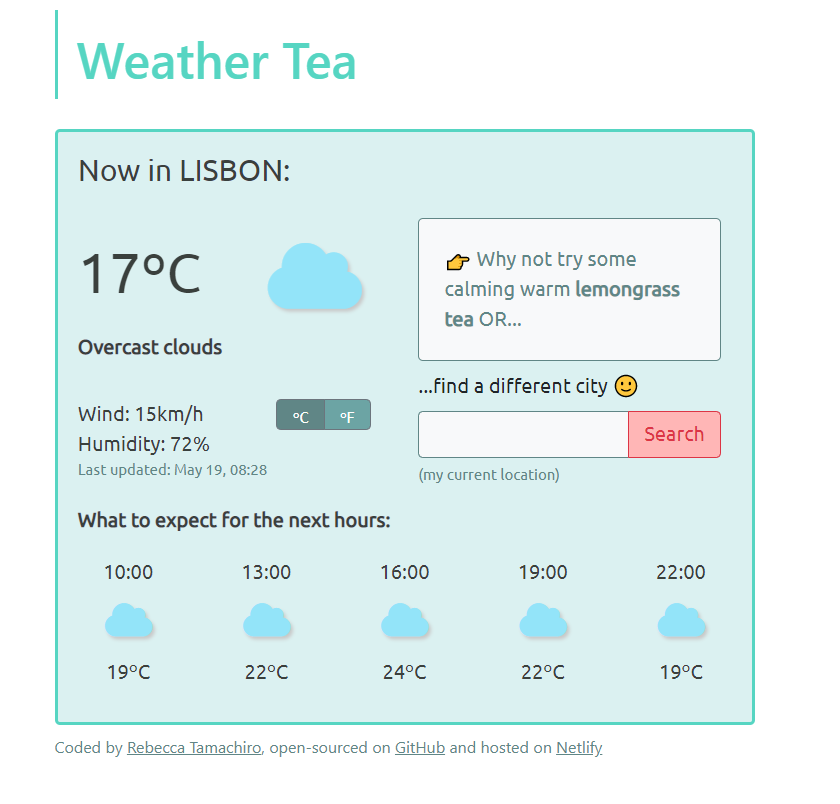 Weather Tea
Now in LISBON:
17°C
Overcast clouds
Wind: 15km/h
Humidity: 72%
Last updated: May 19, 08:28
°C °F
👉 Why not try some
calming warm lemongrass
tea OR...
...find a different city 🙂
Search
(my current location)
What to expect for the next hours:
10:00 13:00 16:00 19:00 22:00
19°C 22°C 24°C 22°C 19°C
Coded by Rebecca Tamachiro, open-sourced on GitHub and hosted on Netlify